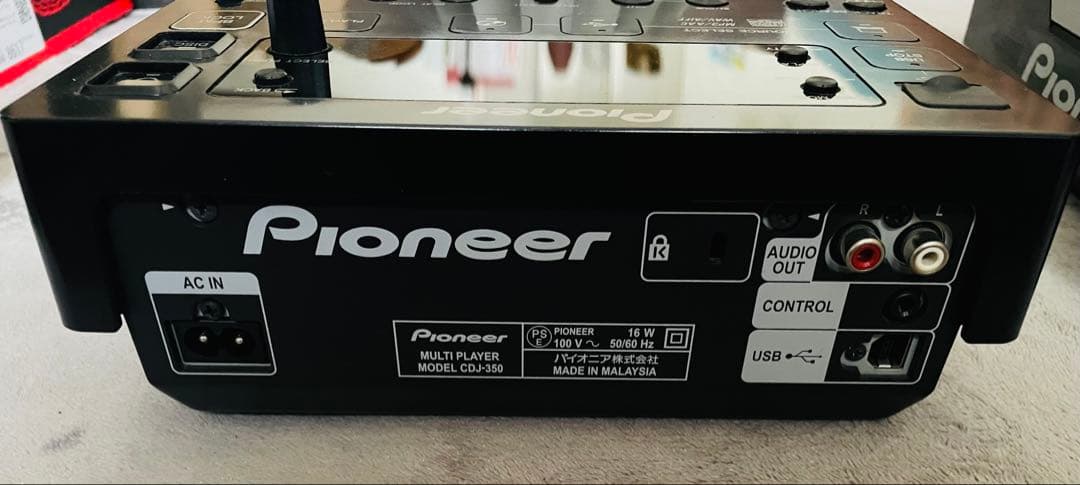 Pioneer
Pioneer
Pioneer
AC IN
K
R L
AUDIO
OUT
CONTROL
USB
Pioneer
MULTI PLAYER
MODEL CDJ-350
PS
E
PIONEER 16 W
100 V ～ 50/60 Hz
パイオニア株式会社
MADE IN MALAYSIA